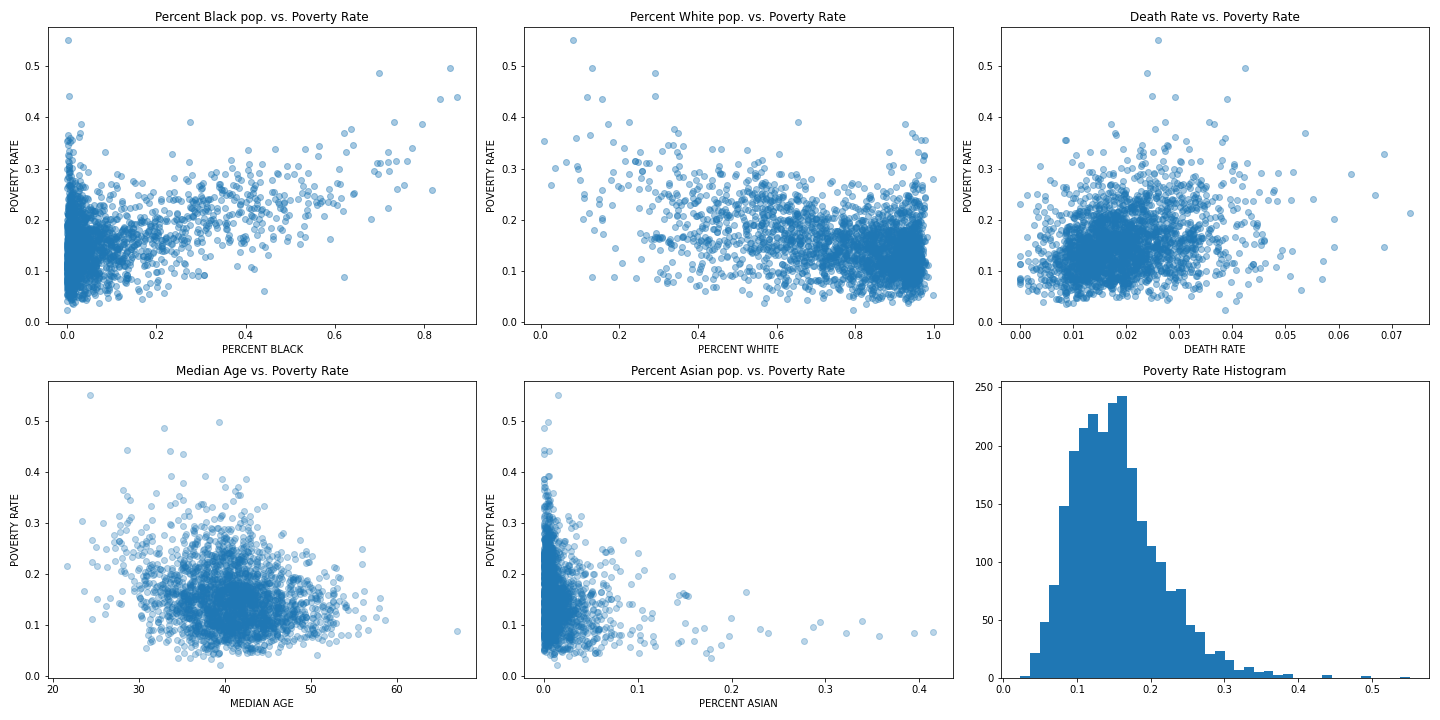 Percent Black pop. vs. Poverty Rate
POVERTY RATE
0.5
0.4
0.3
0.2
0.1
0.0
0.0 0.2 0.4 0.6 0.8
PERCENT BLACK
Percent White pop. vs. Poverty Rate
POVERTY RATE
0.5
0.4
0.3
0.2
0.1
0.0
0.0 0.2 0.4 0.6 0.8 1.0
PERCENT WHITE
Death Rate vs. Poverty Rate
POVERTY RATE
0.5
0.4
0.3
0.2
0.1
0.0
0.00 0.01 0.02 0.03 0.04 0.05 0.06 0.07
DEATH RATE
Median Age vs. Poverty Rate
POVERTY RATE
0.5
0.4
0.3
0.2
0.1
0.0
20 30 40 50 60
MEDIAN AGE
Percent Asian pop. vs. Poverty Rate
POVERTY RATE
0.5
0.4
0.3
0.2
0.1
0.0
0.0 0.1 0.2 0.3 0.4
PERCENT ASIAN
Poverty Rate Histogram
250
200
150
100
50
0
0.0 0.1 0.2 0.3 0.4 0.5